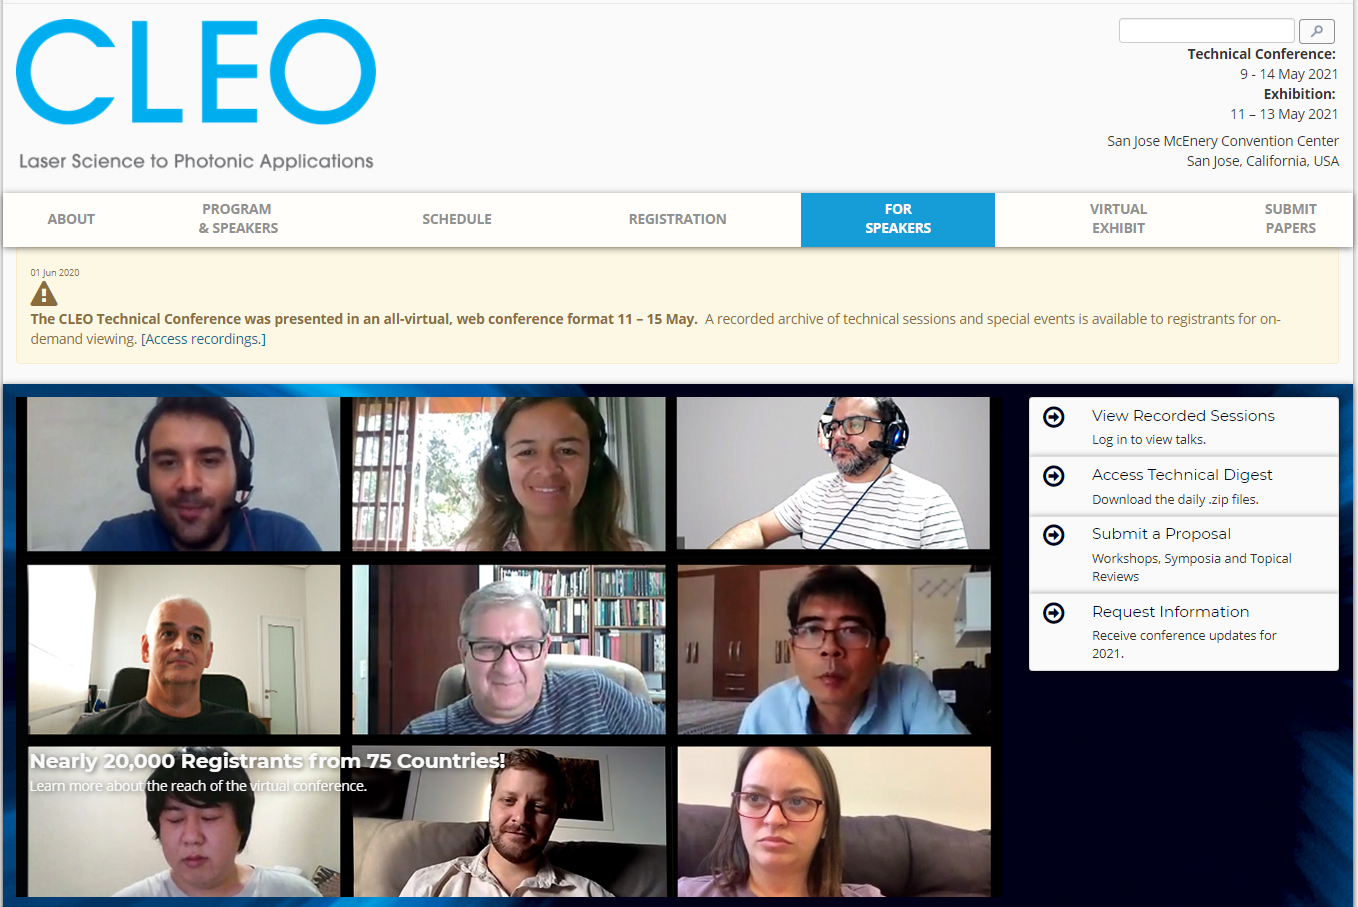 CLEO
Laser Science to Photonic Applications
Technical Conference:
9 - 14 May 2021
Exhibition:
11 – 13 May 2021
San Jose McEnery Convention Center
San Jose, California, USA
ABOUT
PROGRAM
& SPEAKERS
SCHEDULE
REGISTRATION
FOR
SPEAKERS
VIRTUAL
EXHIBIT
SUBMIT
PAPERS
01 Jun 2020
The CLEO Technical Conference was presented in an all-virtual, web conference format 11 – 15 May.  A recorded archive of technical sessions and special events is available to registrants for on-
demand viewing. [Access recordings.]
View Recorded Sessions
Log in to view talks.
Access Technical Digest
Download the daily .zip files.
Submit a Proposal
Workshops, Symposia and Topical
Reviews
Request Information
Receive conference updates for
2021.
Nearly 20,000 Registrants from 75 Countries!
Learn more about the reach of the virtual conference.